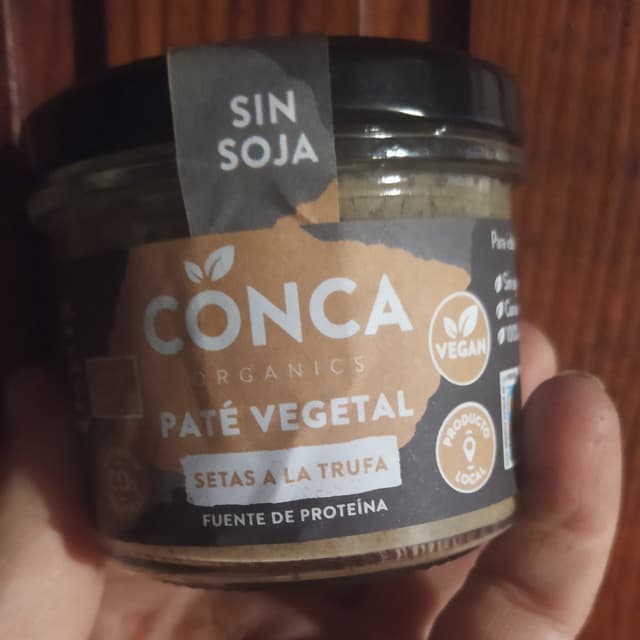 SIN
SOJA
CONCA
ORGANICS
PATÉ VEGETAL
SETAS A LA TRUFA
FUENTE DE PROTEÍNA
VEGAN
PRODUCTO
LOCAL